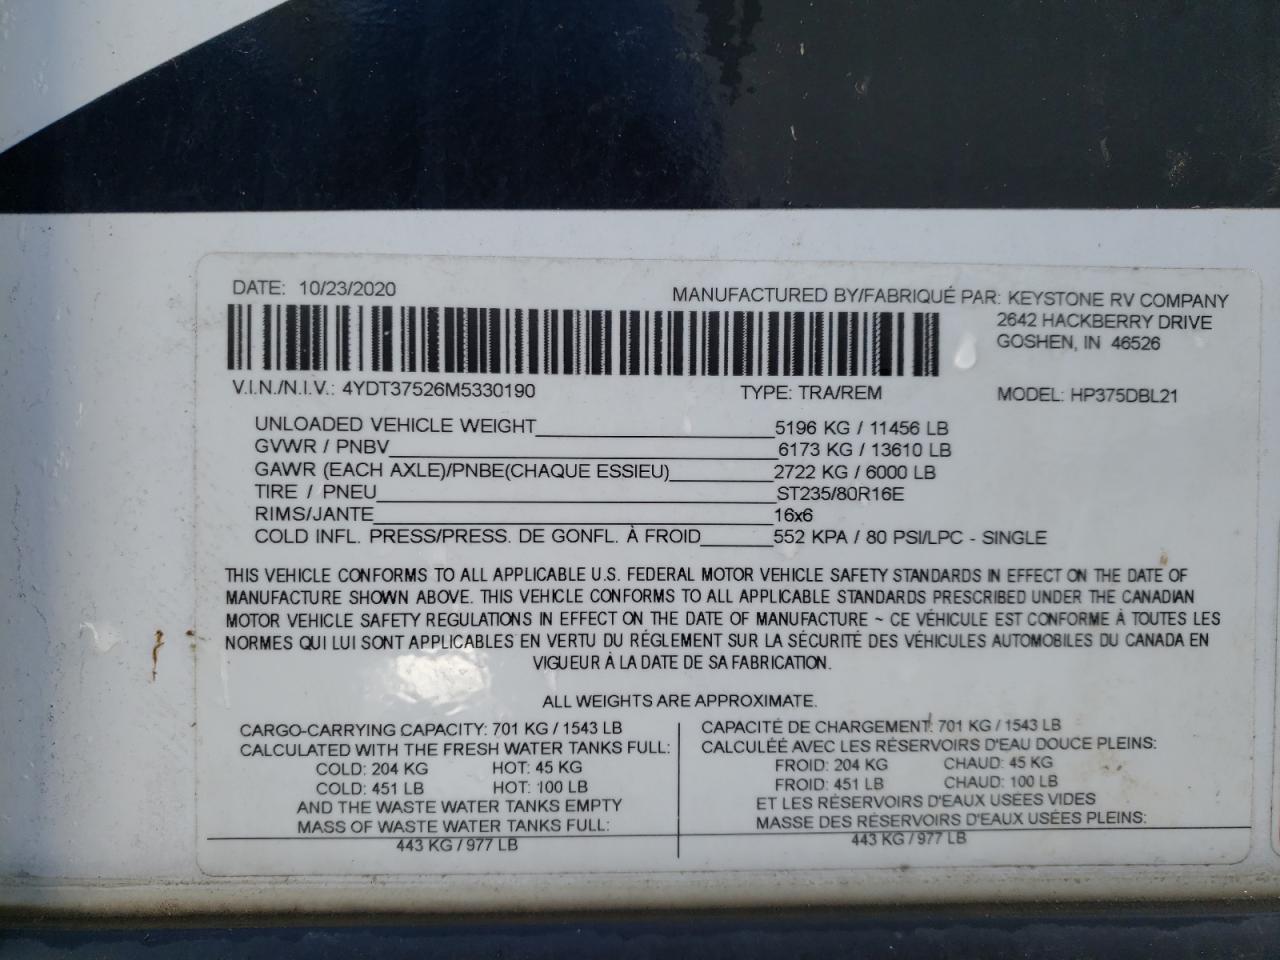 DATE: 10/23/2020
MANUFACTURED BY/FABRIQUÉ PAR: KEYSTONE RV COMPANY
2642 HACKBERRY DRIVE
GOSHEN, IN 46526
V.I.N./N.I.V.: 4YDT37526M5330190 TYPE: TRA/REM MODEL: HP375DBL21
UNLOADED VEHICLE WEIGHT 5196 KG / 11456 LB
GVWR / PNBV 6173 KG / 13610 LB
GAWR (EACH AXLE)/PNBE(CHAQUE ESSIEU) 2722 KG / 6000 LB
TIRE / PNEU ST235/80R16E
RIMS/JANTE 16x6
COLD INFL. PRESS/PRESS. DE GONFL. À FROID 552 KPA / 80 PSI/LPC - SINGLE
THIS VEHICLE CONFORMS TO ALL APPLICABLE U.S. FEDERAL MOTOR VEHICLE SAFETY STANDARDS IN EFFECT ON THE DATE OF
MANUFACTURE SHOWN ABOVE. THIS VEHICLE CONFORMS TO ALL APPLICABLE STANDARDS PRESCRIBED UNDER THE CANADIAN
MOTOR VEHICLE SAFETY REGULATIONS IN EFFECT ON THE DATE OF MANUFACTURE ~ CE VÉHICULE EST CONFORME À TOUTES LES
NORMES QUI LUI SONT APPLICABLES EN VERTU DU RÉGLEMENT SUR LA SÉCURITÉ DES VÉHICULES AUTOMOBILES DU CANADA EN
VIGUEUR À LA DATE DE SA FABRICATION.
ALL WEIGHTS ARE APPROXIMATE.
CARGO-CARRYING CAPACITY: 701 KG / 1543 LB
CALCULATED WITH THE FRESH WATER TANKS FULL:
COLD: 204 KG HOT: 45 KG
COLD: 451 LB HOT: 100 LB
AND THE WASTE WATER TANKS EMPTY
MASS OF WASTE WATER TANKS FULL:
443 KG / 977 LB
CAPACITÉ DE CHARGEMENT: 701 KG / 1543 LB
CALCULÉE AVEC LES RÉSERVOIRS D'EAU DOUCE PLEINS:
FROID: 204 KG CHAUD: 45 KG
FROID: 451 LB CHAUD: 100 LB
ET LES RÉSERVOIRS D'EAUX USÉES VIDES
MASSE DES RÉSERVOIRS D'EAUX USÉES PLEINS:
443 KG / 977 LB